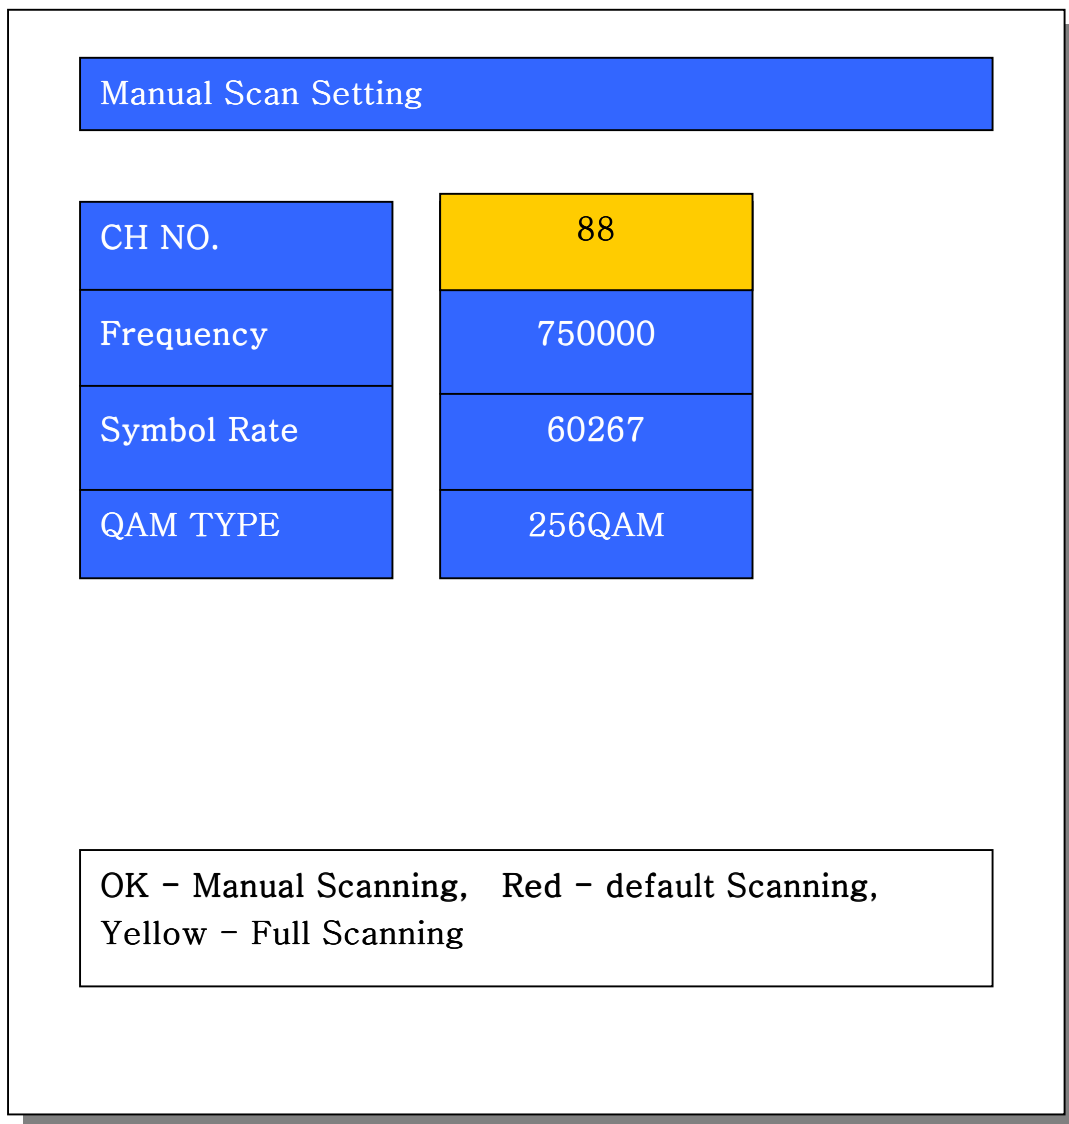 Manual Scan Setting
CH NO. 88
Frequency 750000
Symbol Rate 60267
QAM TYPE 256QAM
OK - Manual Scanning, Red - default Scanning,
Yellow - Full Scanning